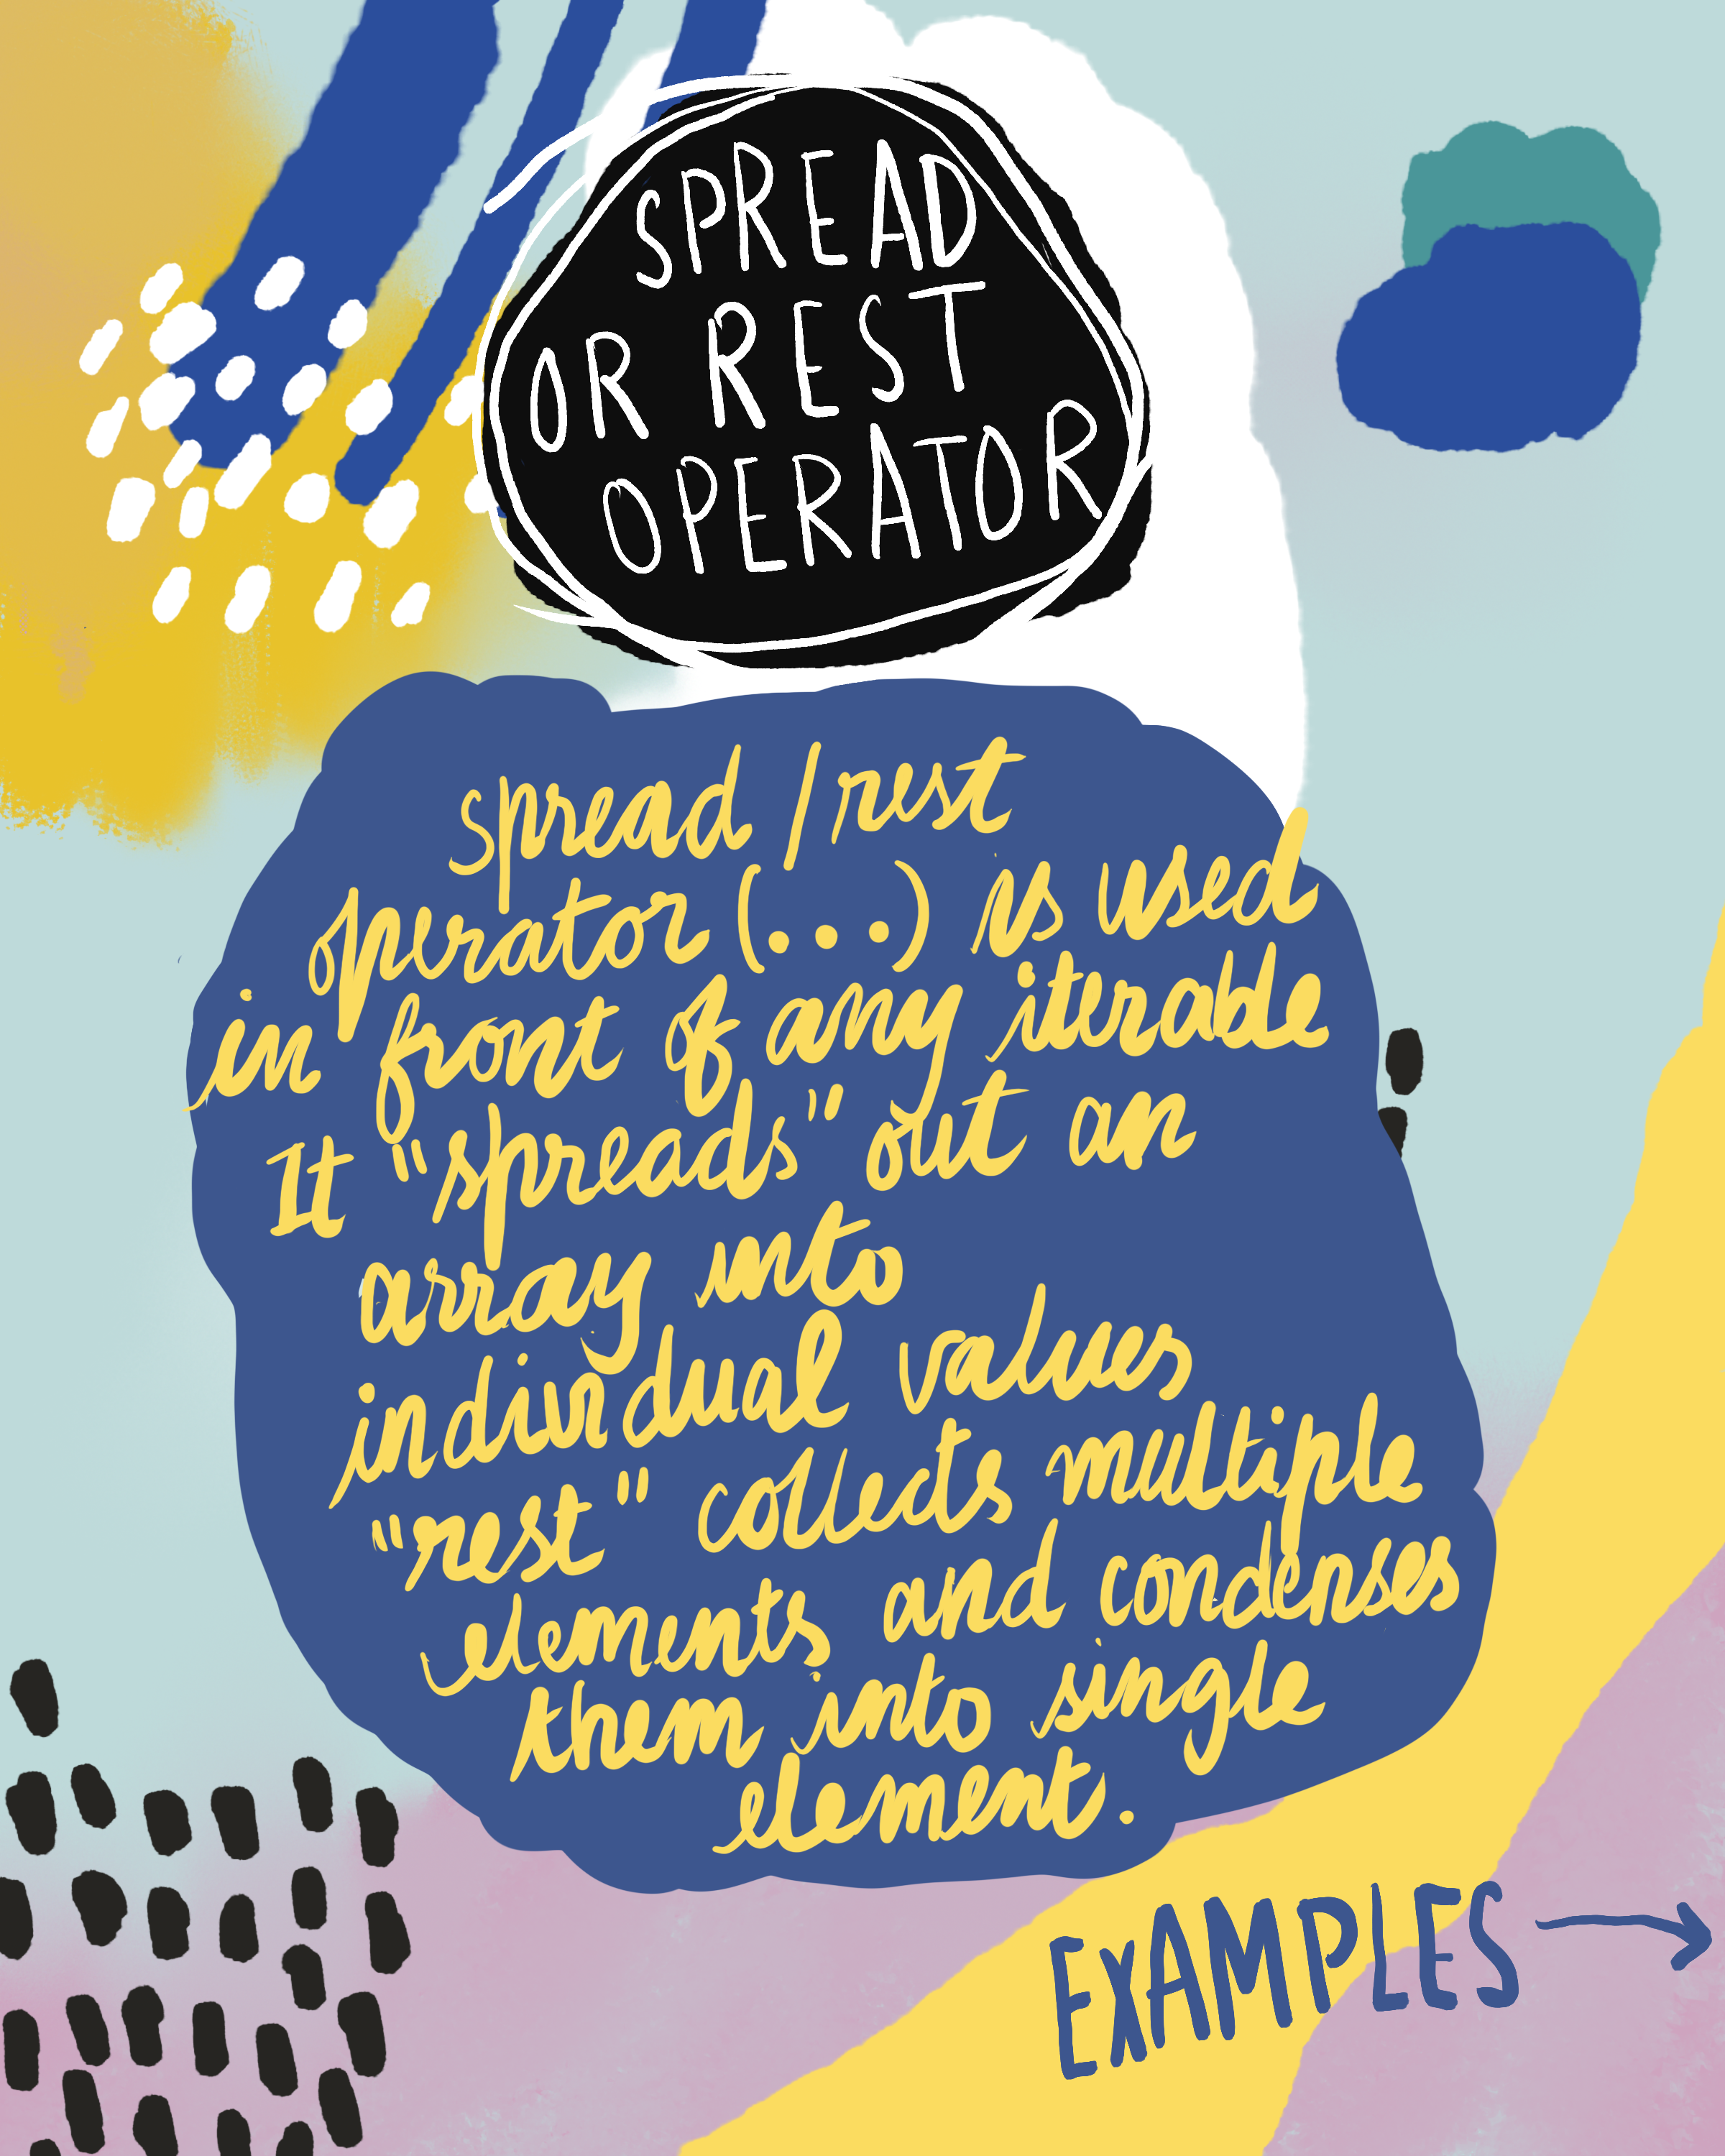 SPREAD
OR REST
OPERATOR
spread / rest
operator (...) is used
in front of any iterable
It "spreads" out an
array into
individual values
"rest" collects multiple
elements and condenses
them into single
element.
EXAMPLES →